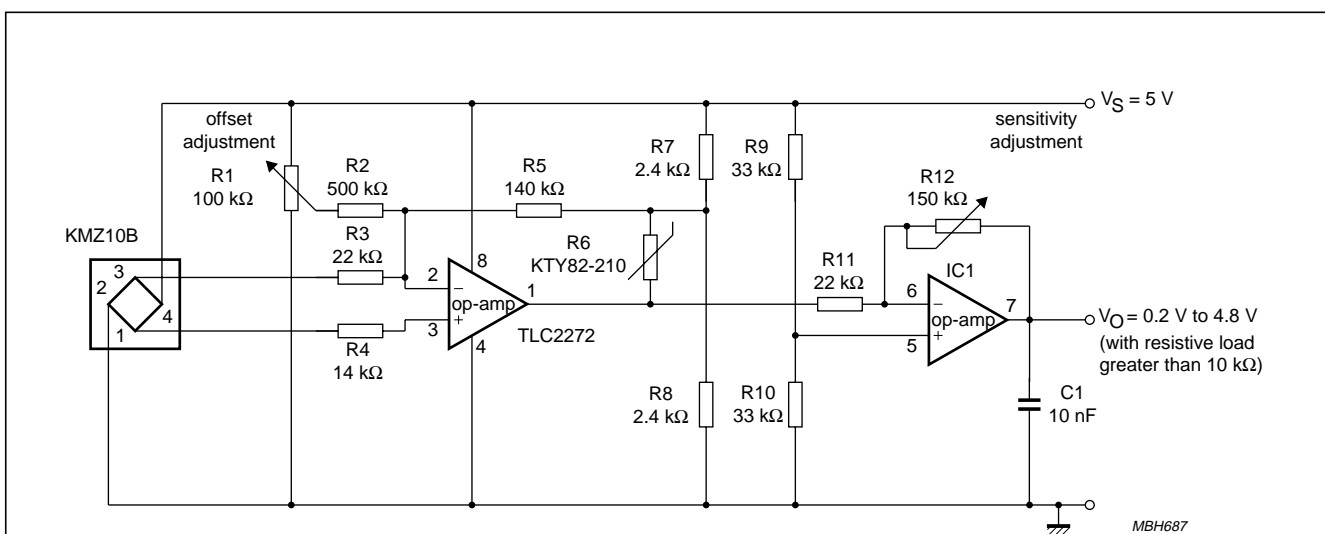 V_S = 5 V
offset
adjustment
sensitivity
adjustment
R1
100 kΩ
R2
500 kΩ
R5
140 kΩ
R7
2.4 kΩ
R9
33 kΩ
R12
150 kΩ
KMZ10B
3
2
1
4
R3
22 kΩ
R4
14 kΩ
2
8
−
op-amp
+
3
1
4
TLC2272
R6
KTY82-210
R11
22 kΩ
IC1
6
−
op-amp
+
5
7
V_O = 0.2 V to 4.8 V
(with resistive load
greater than 10 kΩ)
R8
2.4 kΩ
R10
33 kΩ
C1
10 nF
MBH687